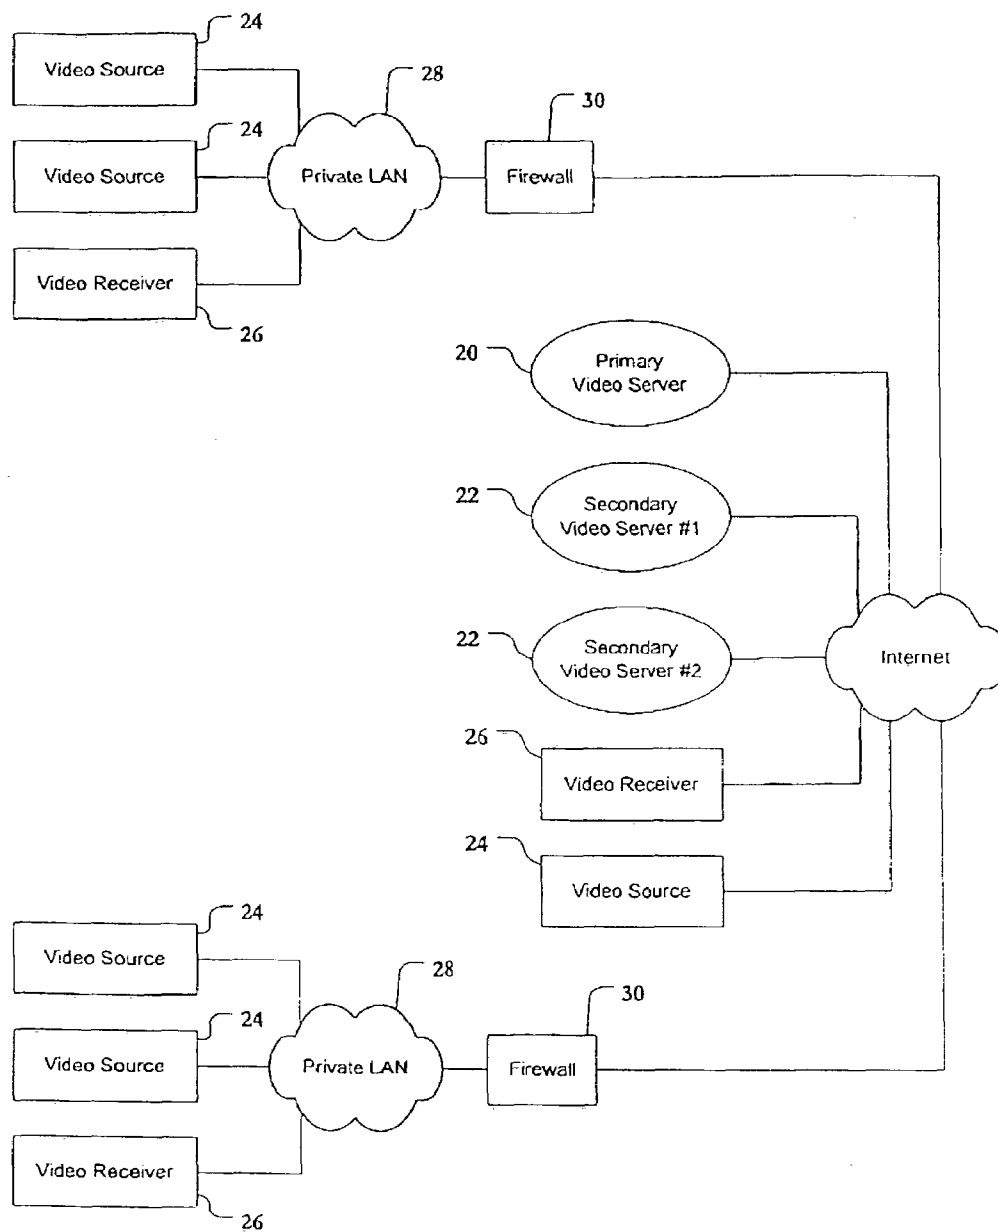 24
Video Source
28
30
24
Video Source
Private LAN
Firewall
Video Receiver
26
20
Primary
Video Server
22
Secondary
Video Server #1
22
Secondary
Video Server #2
Internet
26
Video Receiver
24
Video Source
24
Video Source
28
30
24
Video Source
Private LAN
Firewall
Video Receiver
26